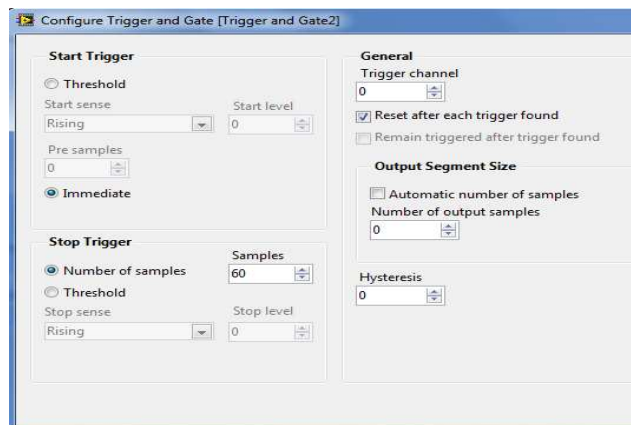 Configure Trigger and Gate [Trigger and Gate2]
Start Trigger
Threshold
Start sense
Start level
Rising
0
Pre samples
0
Immediate
Stop Trigger
Samples
Number of samples
60
Threshold
Stop sense
Stop level
Rising
0
General
Trigger channel
0
Reset after each trigger found
Remain triggered after trigger found
Output Segment Size
Automatic number of samples
Number of output samples
0
Hysteresis
0